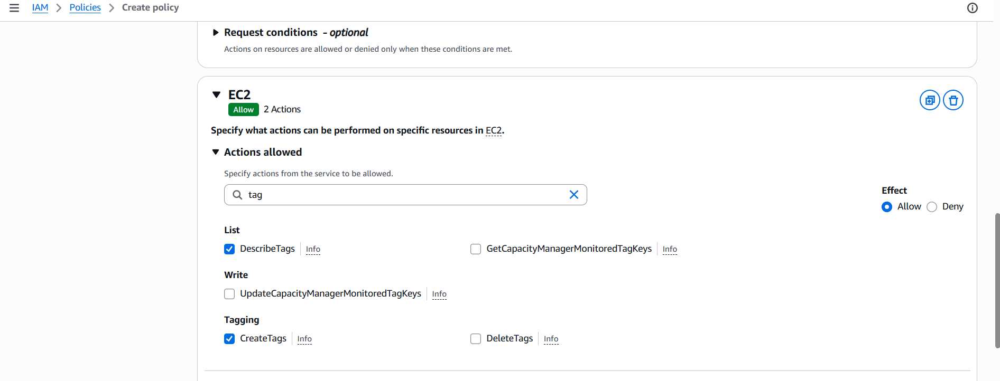 IAM > Policies > Create policy
Request conditions - optional
Actions on resources are allowed or denied only when these conditions are met.
EC2
Allow 2 Actions
Specify what actions can be performed on specific resources in EC2.
Actions allowed
Specify actions from the service to be allowed.
tag
Effect
Allow Deny
List
DescribeTags Info GetCapacityManagerMonitoredTagKeys Info
Write
UpdateCapacityManagerMonitoredTagKeys Info
Tagging
CreateTags Info DeleteTags Info